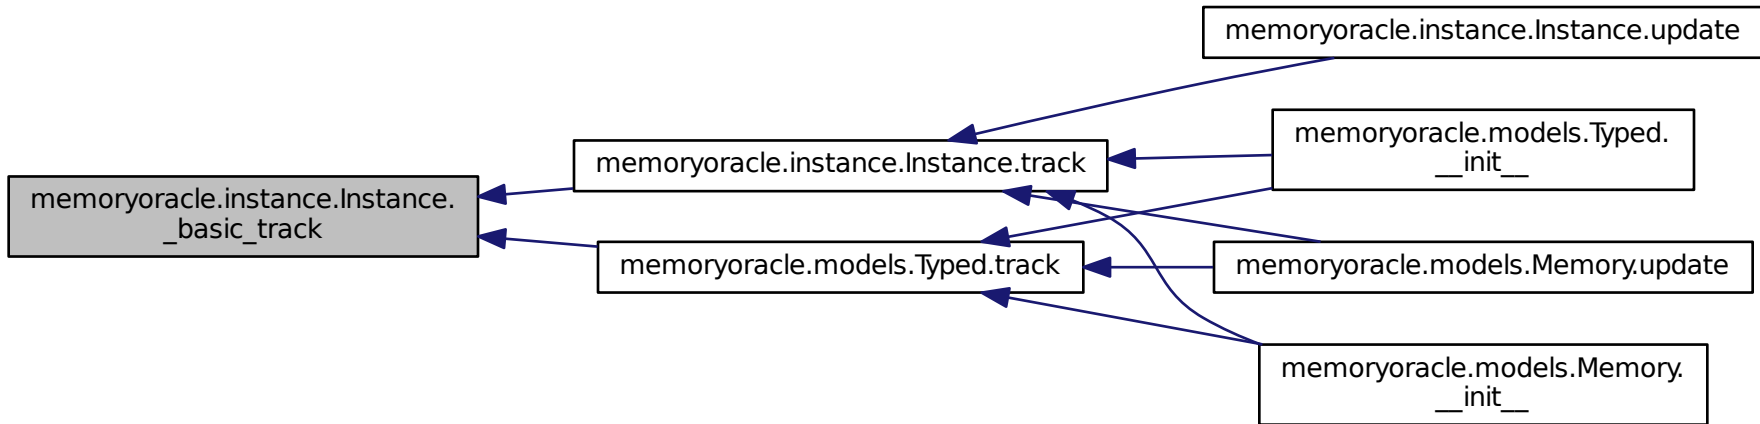 memoryoracle.instance.Instance.
_basic_track
memoryoracle.instance.Instance.track
memoryoracle.models.Typed.track
memoryoracle.instance.Instance.update
memoryoracle.models.Typed.
__init__
memoryoracle.models.Memory.update
memoryoracle.models.Memory.
__init__